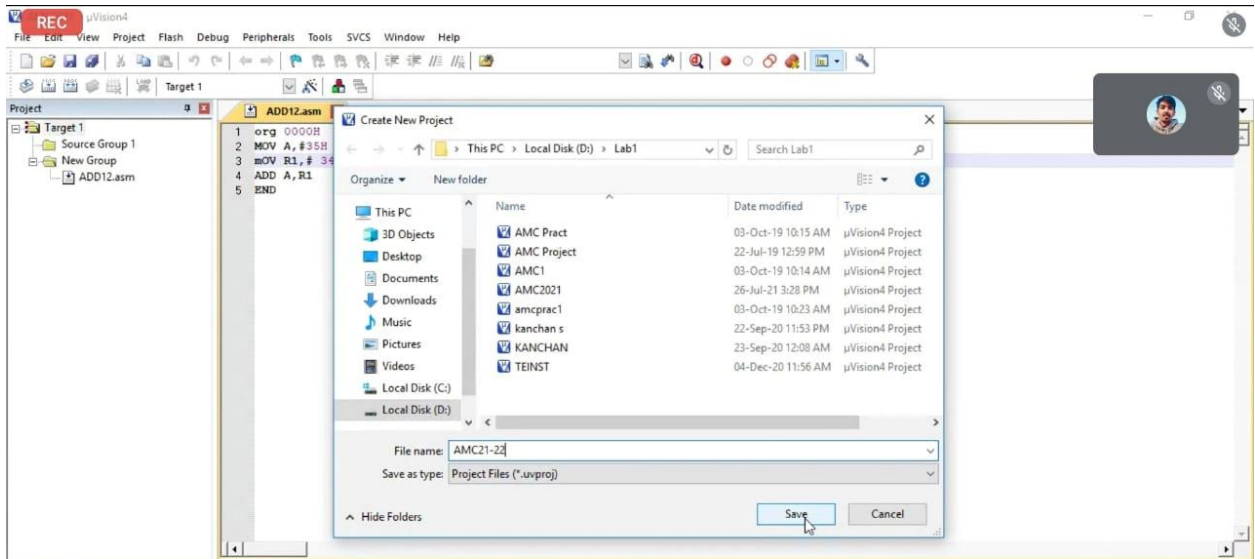 REC
µVision4
File Edit View Project Flash Debug Peripherals Tools SVCS Window Help
Target 1
Project
Target 1
Source Group 1
New Group
ADD12.asm
ADD12.asm
1 org 0000H
2 MOV A,#35H
3 mOV R1,# 34
4 ADD A,R1
5 END
Create New Project
This PC > Local Disk (D:) > Lab1
Search Lab1
Organize
New folder
This PC
3D Objects
Desktop
Documents
Downloads
Music
Pictures
Videos
Local Disk (C:)
Local Disk (D:)
Name Date modified Type
AMC Pract 03-Oct-19 10:15 AM µVision4 Project
AMC Project 22-Jul-19 12:59 PM µVision4 Project
AMC1 03-Oct-19 10:14 AM µVision4 Project
AMC2021 26-Jul-21 3:28 PM µVision4 Project
amcprac1 03-Oct-19 10:23 AM µVision4 Project
kanchan s 22-Sep-20 11:53 PM µVision4 Project
KANCHAN 23-Sep-20 12:08 AM µVision4 Project
TEINST 04-Dec-20 11:56 AM µVision4 Project
File name: AMC21-22
Save as type: Project Files (*.uvproj)
Hide Folders
Save
Cancel